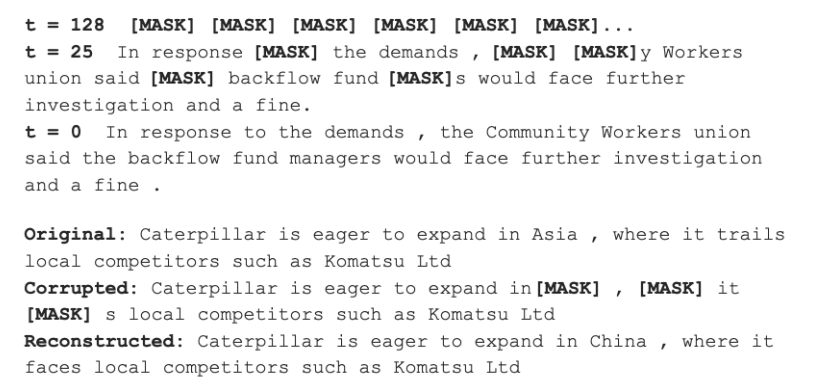 t = 128 [MASK] [MASK] [MASK] [MASK] [MASK] [MASK]...
t = 25 In response [MASK] the demands , [MASK] [MASK]y Workers
union said [MASK] backflow fund [MASK]s would face further
investigation and a fine.
t = 0 In response to the demands , the Community Workers union
said the backflow fund managers would face further investigation
and a fine .
Original: Caterpillar is eager to expand in Asia , where it trails
local competitors such as Komatsu Ltd
Corrupted: Caterpillar is eager to expand in [MASK] , [MASK] it
[MASK] s local competitors such as Komatsu Ltd
Reconstructed: Caterpillar is eager to expand in China , where it
faces local competitors such as Komatsu Ltd